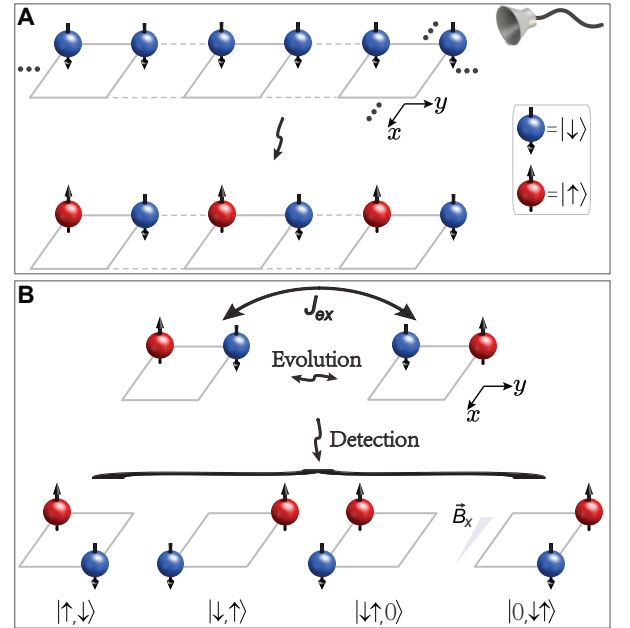 A
y
x
=|↓⟩
=|↑⟩
B
J_ex
Evolution
y
x
Detection
B⃗_x
|↑,↓⟩ |↓,↑⟩ |↓↑,0⟩ |0,↓↑⟩